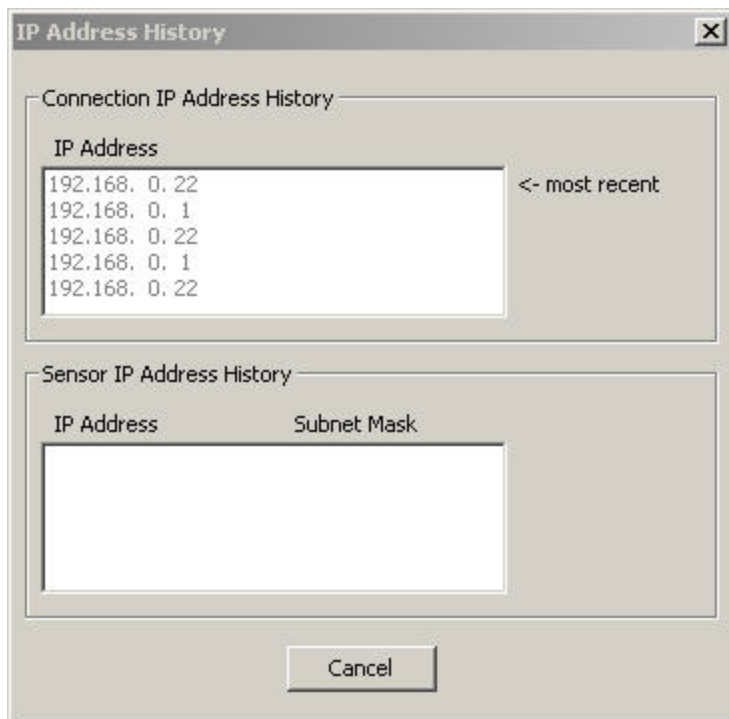 IP Address History
Connection IP Address History
IP Address
192.168. 0. 22 <- most recent
192.168. 0. 1
192.168. 0. 22
192.168. 0. 1
192.168. 0. 22
Sensor IP Address History
IP Address Subnet Mask
Cancel